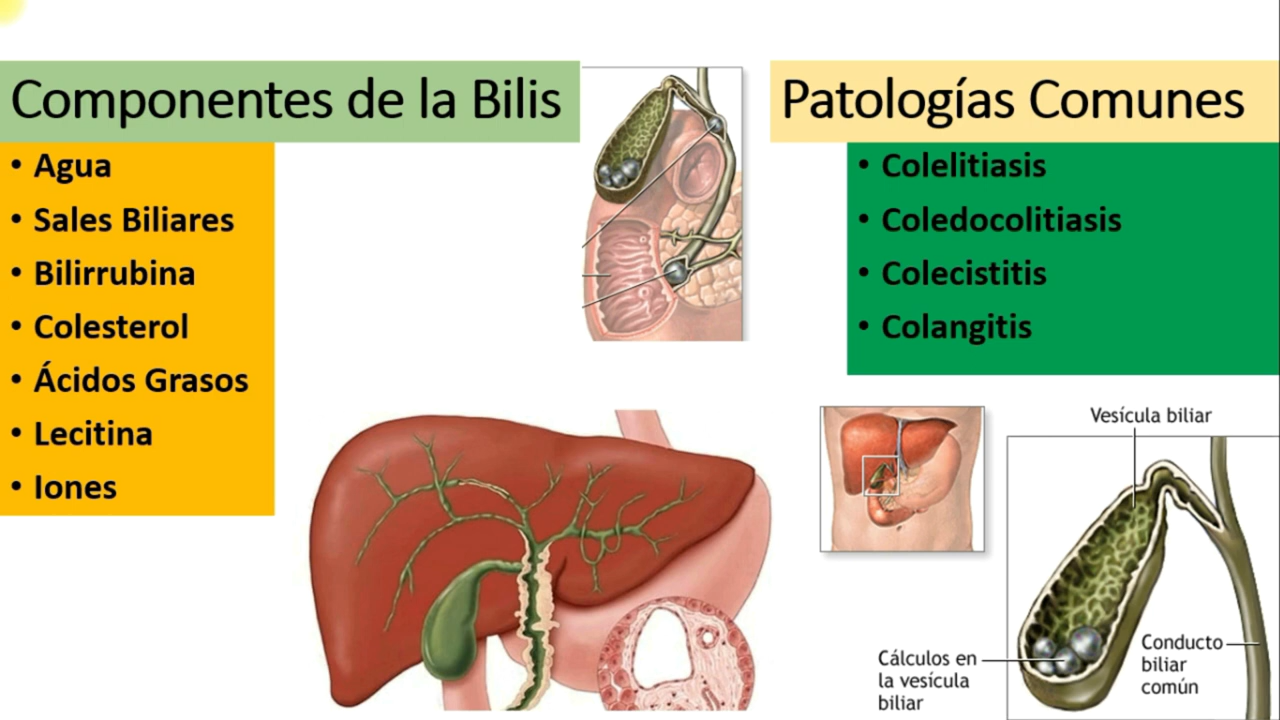 Componentes de la Bilis
• Agua
• Sales Biliares
• Bilirrubina
• Colesterol
• Ácidos Grasos
• Lecitina
• Iones
Patologías Comunes
• Colelitiasis
• Coledocolitiasis
• Colecistitis
• Colangitis
Vesícula biliar
Cálculos en
la vesícula
biliar
Conducto
biliar
común